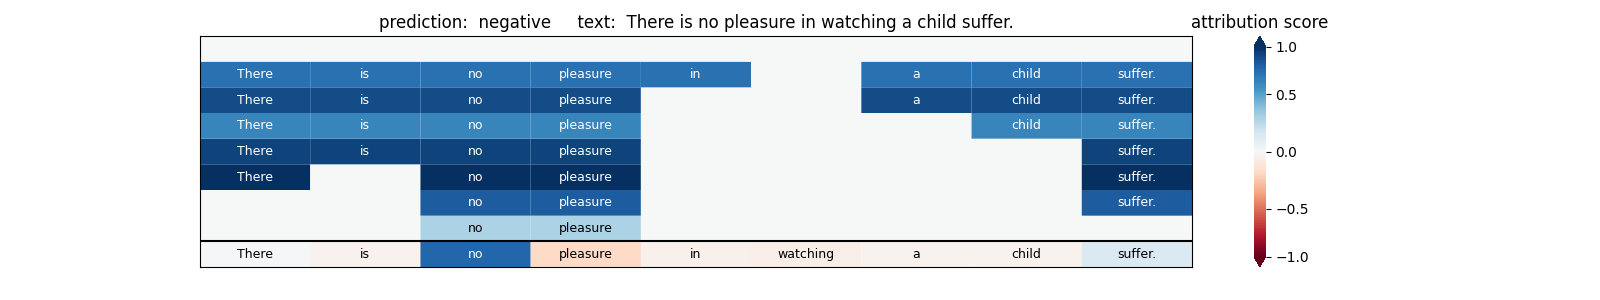 prediction:  negative     text:  There is no pleasure in watching a child suffer.
attribution score
There is no pleasure in a child suffer.
There is no pleasure a child suffer.
There is no pleasure child suffer.
There is no pleasure suffer.
There no pleasure suffer.
no pleasure suffer.
no pleasure
There is no pleasure in watching a child suffer.
1.0
0.5
0.0
−0.5
−1.0